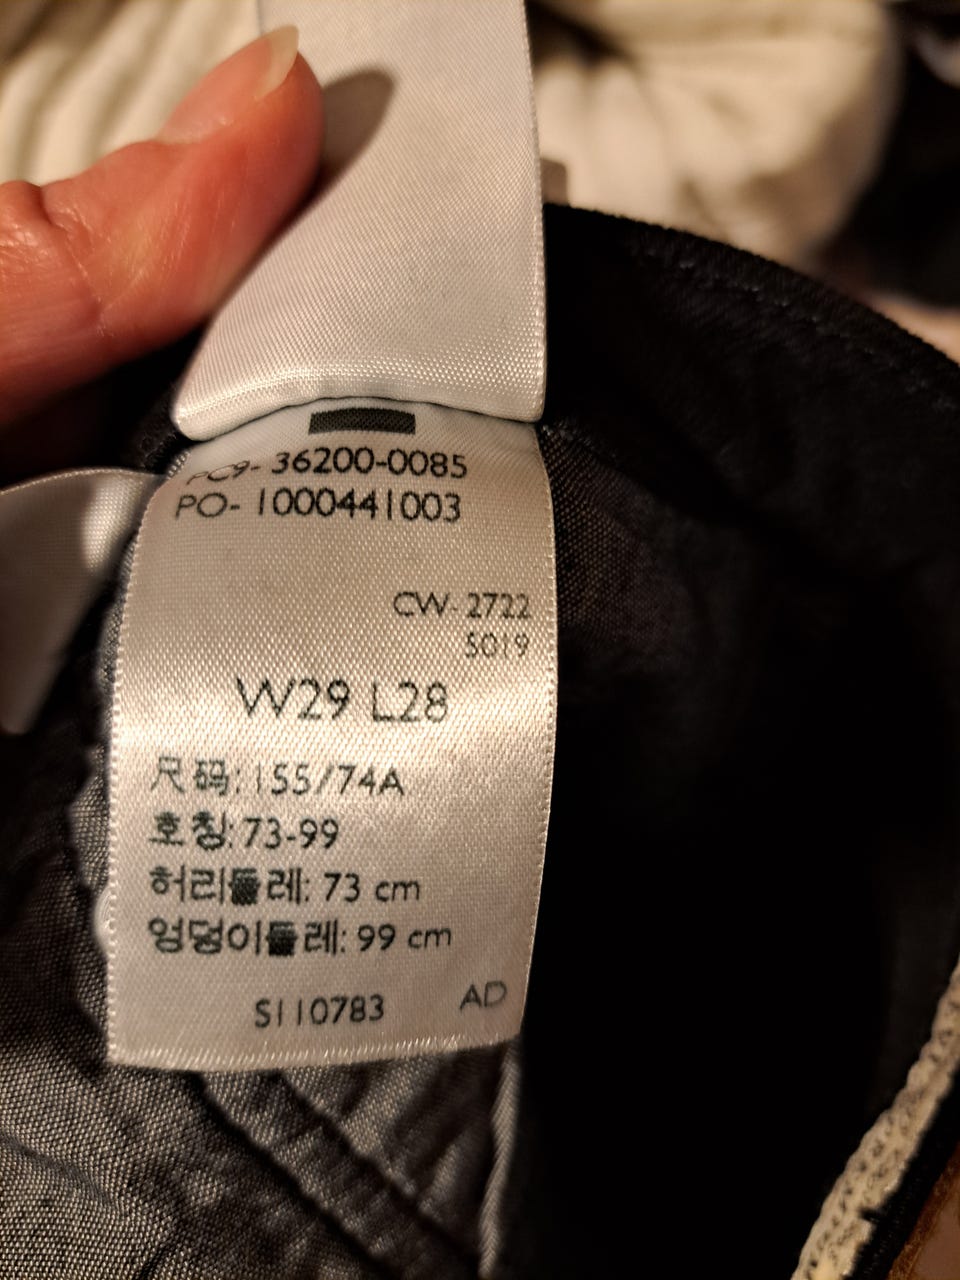 PC9- 36200-0085
PO- 1000441003
CW- 2722
S019
W29 L28
尺码: 155/74A
호칭: 73-99
허리둘레: 73 cm
엉덩이둘레: 99 cm
S110783 AD